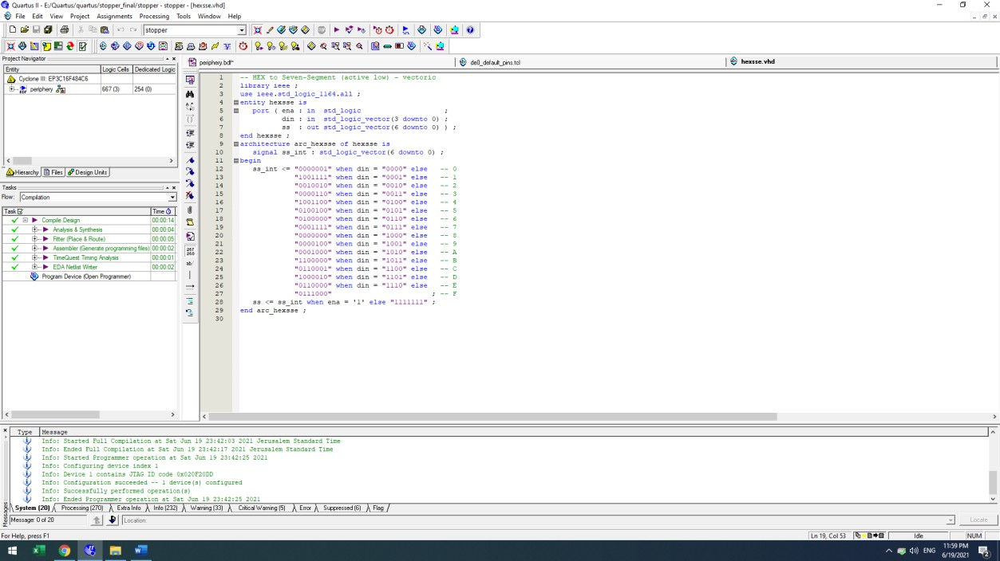 Quartus II - E:/Quartus/quartus/stopper_final/stopper - stopper - [hexsse.vhd]
File Edit View Project Assignments Processing Tools Window Help
stopper
Project Navigator
Entity Logic Cells Dedicated Logic
Cyclone III: EP3C16F484C6
periphery 667 (3) 254 (0)
Hierarchy Files Design Units
Tasks
Flow: Compilation
Task Time
Compile Design 00:00:14
Analysis & Synthesis 00:00:04
Fitter (Place & Route) 00:00:05
Assembler (Generate programming files) 00:00:02
TimeQuest Timing Analysis 00:00:01
EDA Netlist Writer 00:00:02
Program Device (Open Programmer)
periphery.bdf* de0_default_pins.tcl hexsse.vhd
1 -- HEX to Seven-Segment (active low) - vectoric
2 library ieee ;
3 use ieee.std_logic_1164.all ;
4 entity hexsse is
5 port ( ena : in std_logic ;
6 din : in std_logic_vector(3 downto 0) ;
7 ss : out std_logic_vector(6 downto 0) ) ;
8 end hexsse ;
9 architecture arc_hexsse of hexsse is
10 signal ss_int : std_logic_vector(6 downto 0) ;
11 begin
12 ss_int <= "0000001" when din = "0000" else -- 0
13 "1001111" when din = "0001" else -- 1
14 "0010010" when din = "0010" else -- 2
15 "0000110" when din = "0011" else -- 3
16 "1001100" when din = "0100" else -- 4
17 "0100100" when din = "0101" else -- 5
18 "0100000" when din = "0110" else -- 6
19 "0001111" when din = "0111" else -- 7
20 "0000000" when din = "1000" else -- 8
21 "0000100" when din = "1001" else -- 9
22 "0001000" when din = "1010" else -- A
23 "1100000" when din = "1011" else -- B
24 "0110001" when din = "1100" else -- C
25 "1000010" when din = "1101" else -- D
26 "0110000" when din = "1110" else -- E
27 "0111000" ; -- F
28 ss <= ss_int when ena = '1' else "1111111" ;
29 end arc_hexsse ;
30
267
268
ab/
Type Message
Info: Started Full Compilation at Sat Jun 19 23:42:03 2021 Jerusalem Standard Time
Info: Ended Full Compilation at Sat Jun 19 23:42:17 2021 Jerusalem Standard Time
Info: Started Programmer operation at Sat Jun 19 23:42:25 2021
Info: Configuring device index 1
Info: Device 1 contains JTAG ID code 0x020F20DD
Info: Configuration succeeded -- 1 device(s) configured
Info: Successfully performed operation(s)
Info: Ended Programmer operation at Sat Jun 19 23:42:25 2021
System (20) Processing (270) Extra Info Info (232) Warning (33) Critical Warning (5) Error Suppressed (6) Flag
Messages
Message: 0 of 20 Location: Locate
For Help, press F1 Ln 19, Col 53 Idle NUM
ENG 11:59 PM
6/19/2021
2